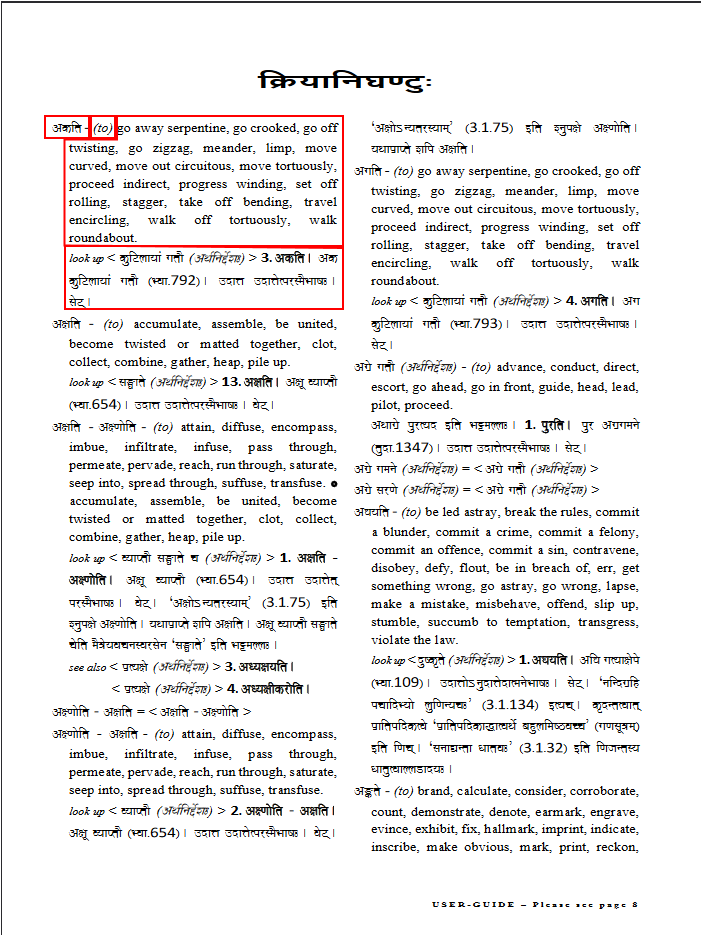 क्रियानिघण्टुः
अकति - (to) go away serpentine, go crooked, go off
twisting, go zigzag, meander, limp, move
curved, move out circuitous, move tortuously,
proceed indirect, progress winding, set off
rolling, stagger, take off bending, travel
encircling, walk off tortuously, walk
roundabout.
look up < कुटिलायां गतौ (अर्थनिर्द्देशः) > 3. अकति। अक
कुटिलायां गतौ (भ्वा.792)। उदात्त उदात्तेत्परस्मैभाषः।
सेट्।
अक्षति - (to) accumulate, assemble, be united,
become twisted or matted together, clot,
collect, combine, gather, heap, pile up.
look up < सङ्घाते (अर्थनिर्द्देशः) > 13. अक्षति। अक्षू व्याप्तौ
(भ्वा.654)। उदात्त उदात्तेत्परस्मैभाषः। वेट्।
अक्षति - अक्ष्णोति - (to) attain, diffuse, encompass,
imbue, infiltrate, infuse, pass through,
permeate, pervade, reach, run through, saturate,
seep into, spread through, suffuse, transfuse. ●
accumulate, assemble, be united, become
twisted or matted together, clot, collect,
combine, gather, heap, pile up.
look up < व्याप्तौ सङ्घाते च (अर्थनिर्द्देशः) > 1. अक्षति -
अक्ष्णोति। अक्षू व्याप्तौ (भ्वा.654)। उदात्त उदात्तेत्
परस्मैभाषः। वेट्। ‘अक्षोऽन्यतरस्याम्’ (3.1.75) इति
श्नुपक्षे अक्ष्णोति। यथाप्राप्ते शपि अक्षति। अक्षू व्याप्तौ सङ्घाते
चेति मैत्रेयवचनस्वरसेन ‘सङ्घाते’ इति भट्टमल्लः।
see also < प्रत्यक्षे (अर्थनिर्द्देशः) > 3. अध्यक्षयति।
< प्रत्यक्षे (अर्थनिर्द्देशः) > 4. अध्यक्षीकरोति।
अक्ष्णोति - अक्षति = < अक्षति - अक्ष्णोति >
अक्ष्णोति - अक्षति - (to) attain, diffuse, encompass,
imbue, infiltrate, infuse, pass through,
permeate, pervade, reach, run through, saturate,
seep into, spread through, suffuse, transfuse.
look up < व्याप्तौ (अर्थनिर्द्देशः) > 2. अक्ष्णोति - अक्षति।
अक्षू व्याप्तौ (भ्वा.654)। उदात्त उदात्तेत्परस्मैभाषः। वेट्।
‘अक्षोऽन्यतरस्याम्’ (3.1.75) इति श्नुपक्षे अक्ष्णोति।
यथाप्राप्ते शपि अक्षति।
अगति - (to) go away serpentine, go crooked, go off
twisting, go zigzag, meander, limp, move
curved, move out circuitous, move tortuously,
proceed indirect, progress winding, set off
rolling, stagger, take off bending, travel
encircling, walk off tortuously, walk
roundabout.
look up < कुटिलायां गतौ (अर्थनिर्द्देशः) > 4. अगति। अग
कुटिलायां गतौ (भ्वा.793)। उदात्त उदात्तेत्परस्मैभाषः।
सेट्।
अग्रे गतौ (अर्थनिर्द्देशः) - (to) advance, conduct, direct,
escort, go ahead, go in front, guide, head, lead,
pilot, proceed.
अथाग्रे पुरत्यद इति भट्टमल्लः। 1. पुरति। पुर अग्रगमने
(तुदा.1347)। उदात्त उदात्तेत्परस्मैभाषः। सेट्।
अग्रे गमने (अर्थनिर्द्देशः) = < अग्रे गतौ (अर्थनिर्द्देशः) >
अग्रे सरणे (अर्थनिर्द्देशः) = < अग्रे गतौ (अर्थनिर्द्देशः) >
अघयति - (to) be led astray, break the rules, commit
a blunder, commit a crime, commit a felony,
commit an offence, commit a sin, contravene,
disobey, defy, flout, be in breach of, err, get
something wrong, go astray, go wrong, lapse,
make a mistake, misbehave, offend, slip up,
stumble, succumb to temptation, transgress,
violate the law.
look up < दुष्कृते (अर्थनिर्द्देशः) > 1. अघयति। अघि गत्याक्षेपे
(भ्वा.109)। उदात्तोऽनुदात्तेदात्मनेभाषः। सेट्। ‘नन्दिग्रहि
पचादिभ्यो ल्युणिन्यचः’ (3.1.134) इत्यच्। कृदन्तत्वात्
प्रातिपदिकत्वे ‘प्रातिपदिकाद्धात्वर्थे बहुलमिष्ठवच्च’ (गणसूत्रम्)
इति णिच्। ‘सनाद्यन्ता धातवः’ (3.1.32) इति णिजन्तस्य
धातुत्वाल्लडादयः।
अङ्कते - (to) brand, calculate, consider, corroborate,
count, demonstrate, denote, earmark, engrave,
evince, exhibit, fix, hallmark, imprint, indicate,
inscribe, make obvious, mark, print, reckon,
USER-GUIDE – Please see page 8